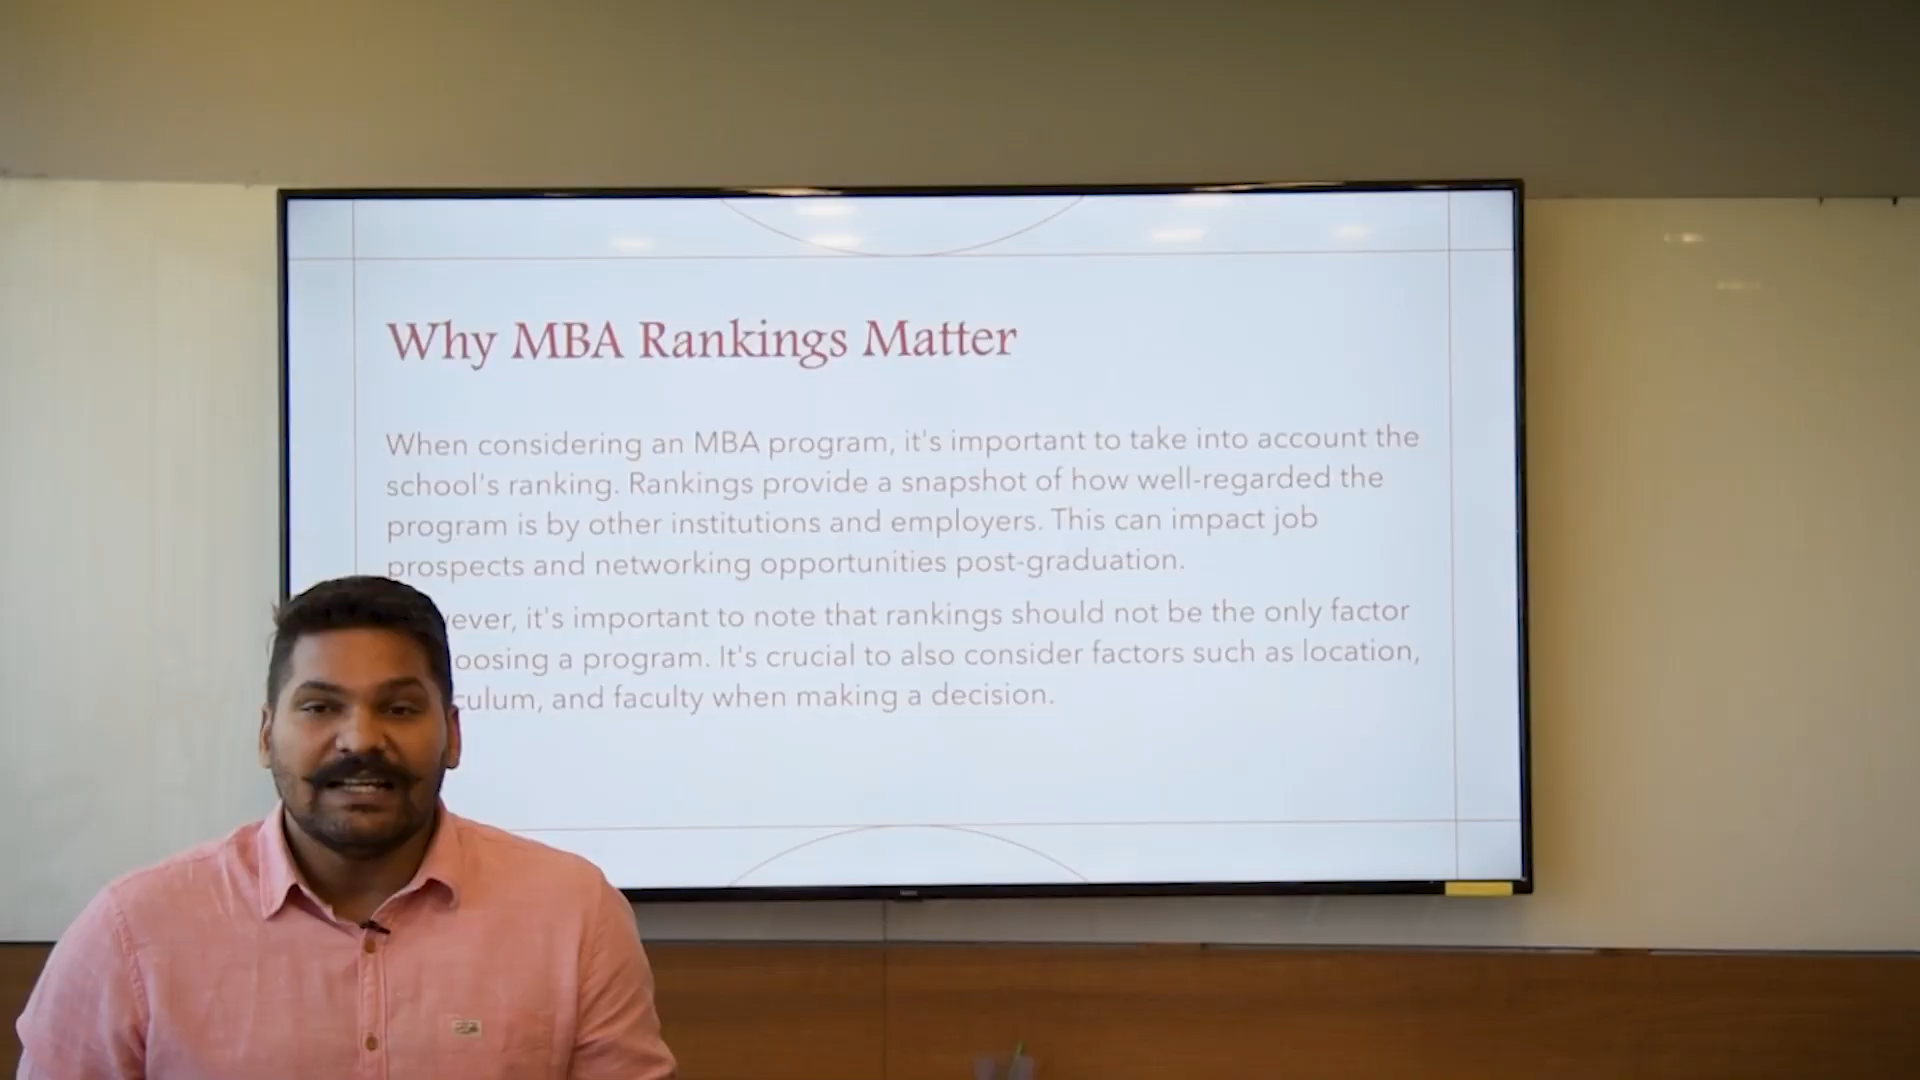 Why MBA Rankings Matter
When considering an MBA program, it's important to take into account the
school's ranking. Rankings provide a snapshot of how well-regarded the
program is by other institutions and employers. This can impact job
prospects and networking opportunities post-graduation.
it's important to note that rankings should not be the only factor
a program. It's crucial to also consider factors such as location,
and faculty when making a decision.